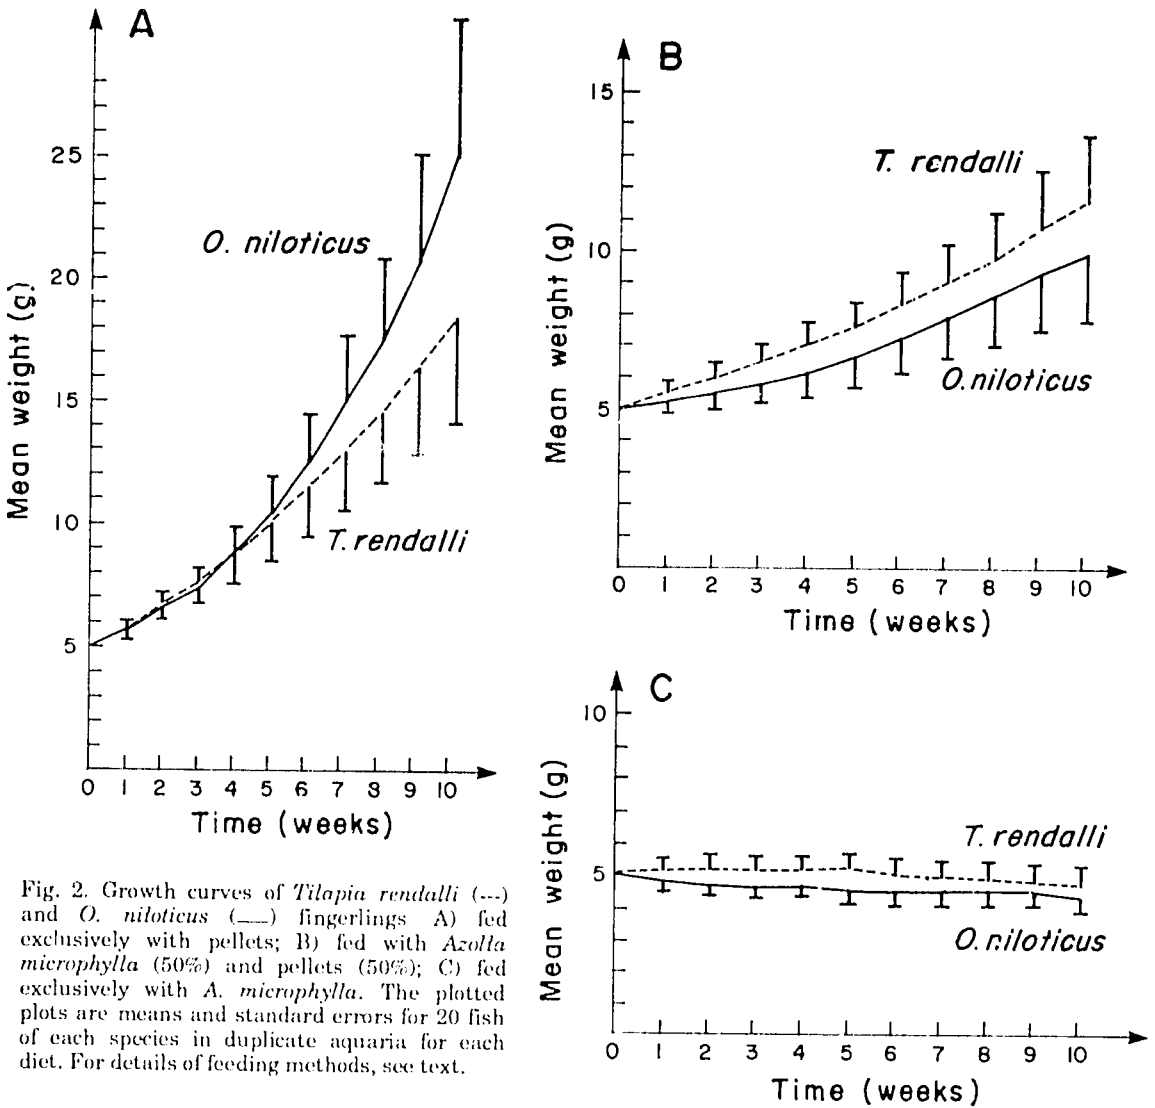 A
25
20
15
10
5
O. niloticus
T. rendalli
Mean weight (g)
0 1 2 3 4 5 6 7 8 9 10
Time (weeks)
B
15
10
5
T. rendalli
O. niloticus
Mean weight (g)
0 1 2 3 4 5 6 7 8 9 10
Time (weeks)
C
10
5
T. rendalli
O. niloticus
Mean weight (g)
0 1 2 3 4 5 6 7 8 9 10
Time (weeks)
Fig. 2. Growth curves of Tilapia rendalli (---)
and O. niloticus (___) fingerlings A) fed
exclusively with pellets; B) fed with Azolla
microphylla (50%) and pellets (50%); C) fed
exclusively with A. microphylla. The plotted
plots are means and standard errors for 20 fish
of each species in duplicate aquaria for each
diet. For details of feeding methods, see text.